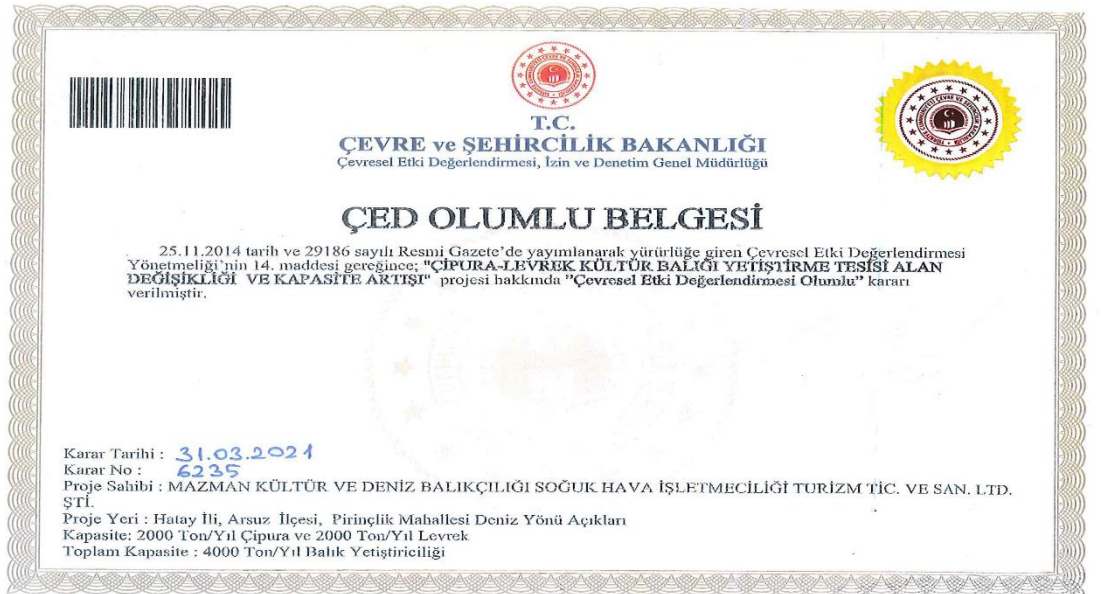 T.C.
ÇEVRE ve ŞEHİRCİLİK BAKANLIĞI
Çevresel Etki Değerlendirmesi, İzin ve Denetim Genel Müdürlüğü
ÇED OLUMLU BELGESİ
25.11.2014 tarih ve 29186 sayılı Resmi Gazete'de yayımlanarak yürürlüğe giren Çevresel Etki Değerlendirmesi
Yönetmeliği'nin 14. maddesi gereğince; "ÇİPURA-LEVREK KÜLTÜR BALIĞI YETİŞTİRME TESİSİ ALAN
DEĞİŞİKLİĞİ VE KAPASİTE ARTIŞI" projesi hakkında "Çevresel Etki Değerlendirmesi Olumlu" kararı
verilmiştir.
Karar Tarihi : 31.03.2021
Karar No : 6235
Proje Sahibi : MAZMAN KÜLTÜR VE DENİZ BALIKÇILIĞI SOĞUK HAVA İŞLETMECİLİĞİ TURİZM TİC. VE SAN. LTD.
ŞTİ.
Proje Yeri : Hatay İli, Arsuz İlçesi, Pirinçlik Mahallesi Deniz Yönü Açıkları
Kapasite: 2000 Ton/Yıl Çipura ve 2000 Ton/Yıl Levrek
Toplam Kapasite : 4000 Ton/Yıl Balık Yetiştiriciliği